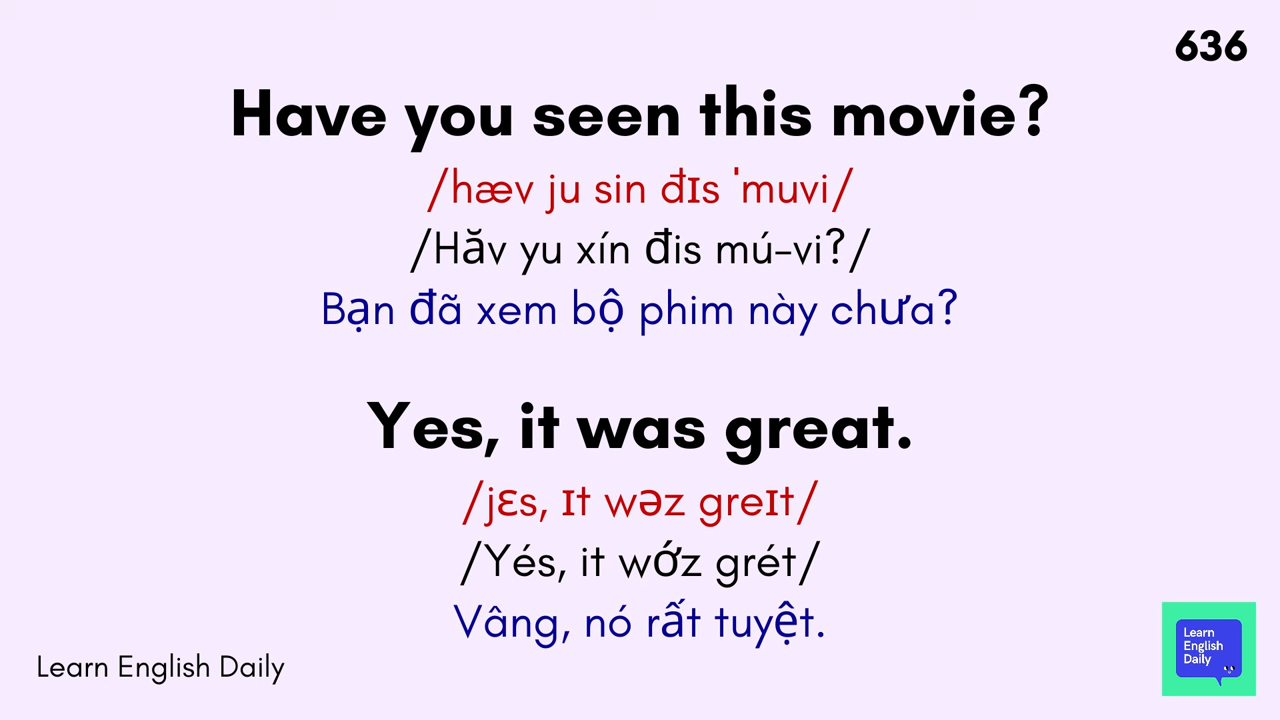 636
Have you seen this movie?
/hæv ju sin đɪs ˈmuvi/
/Hăv yu xín đis mú-vi?/
Bạn đã xem bộ phim này chưa?
Yes, it was great.
/jɛs, ɪt wəz greɪt/
/Yés, it wớz grét/
Vâng, nó rất tuyệt.
Learn English Daily
Learn
English
Daily